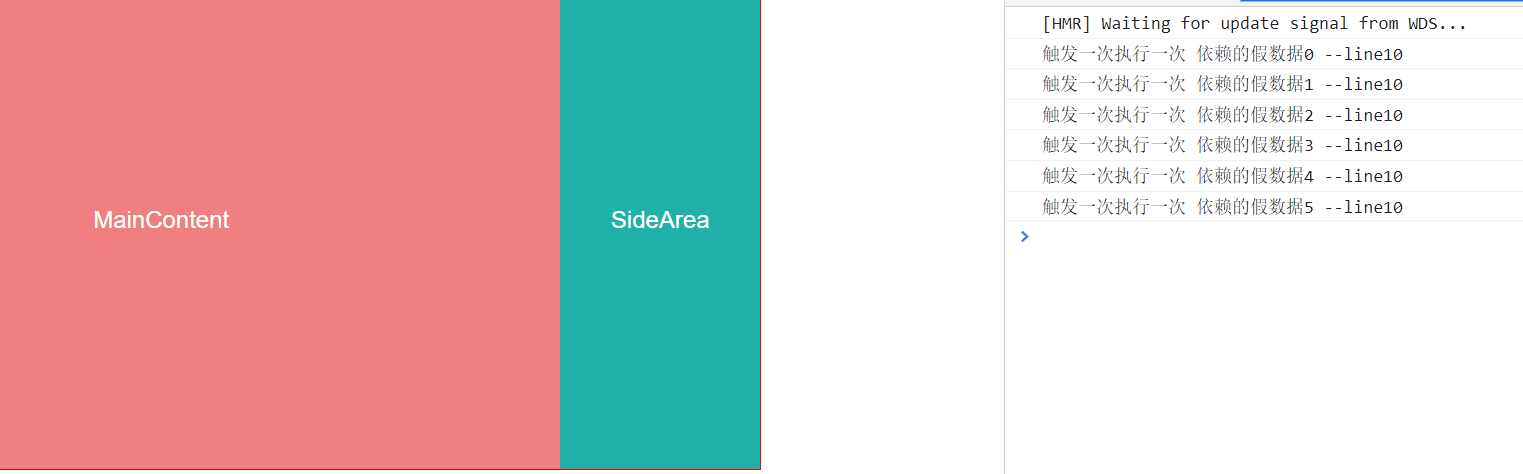 MainContent
SideArea
[HMR] Waiting for update signal from WDS...
触发一次执行一次 依赖的假数据0 --line10
触发一次执行一次 依赖的假数据1 --line10
触发一次执行一次 依赖的假数据2 --line10
触发一次执行一次 依赖的假数据3 --line10
触发一次执行一次 依赖的假数据4 --line10
触发一次执行一次 依赖的假数据5 --line10